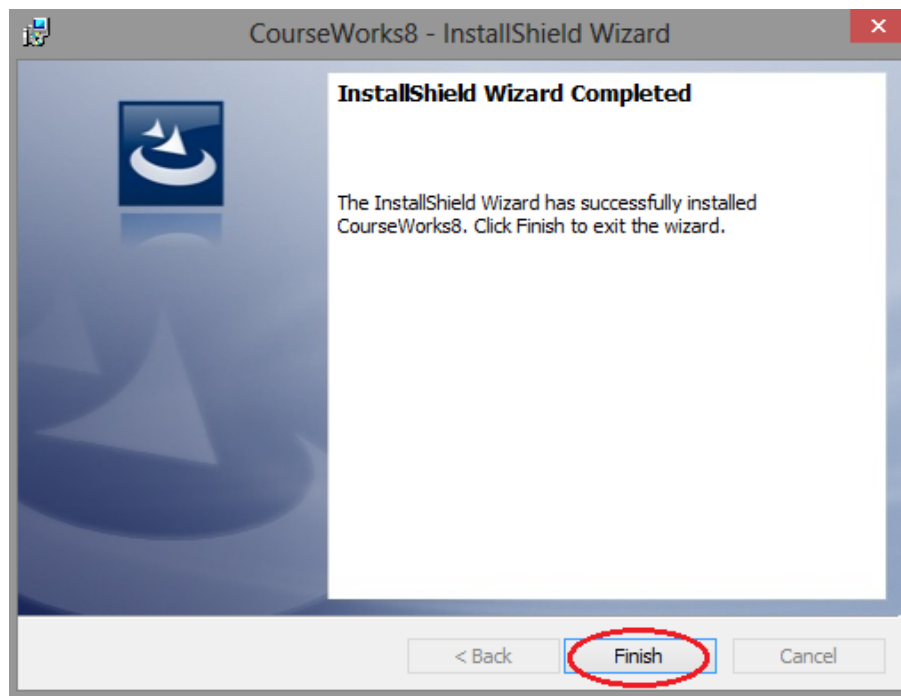 CourseWorks8 - InstallShield Wizard
InstallShield Wizard Completed
The InstallShield Wizard has successfully installed
CourseWorks8. Click Finish to exit the wizard.
< Back
Finish
Cancel